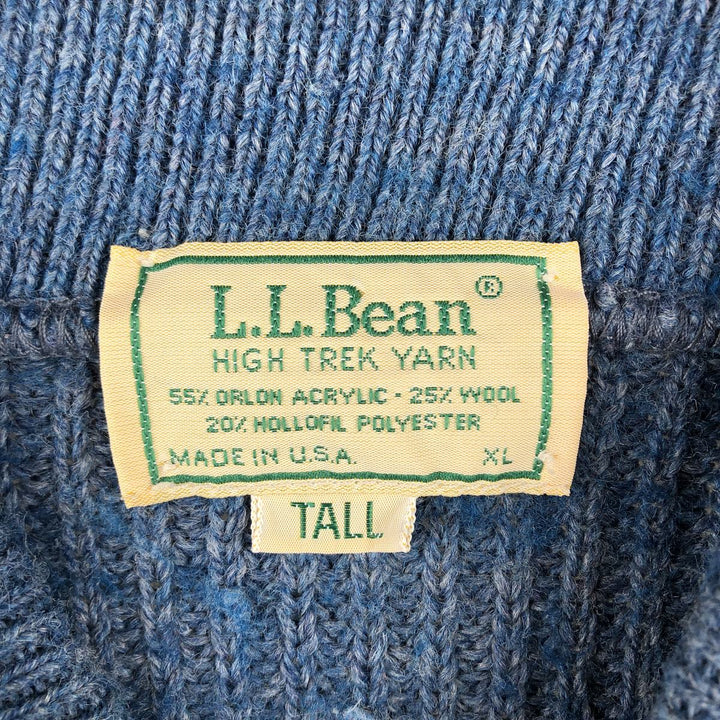 L.L.Bean®
HIGH TREK YARN
55% ORLON ACRYLIC - 25% WOOL
20% HOLLOFIL POLYESTER
MADE IN U.S.A. XL
TALL